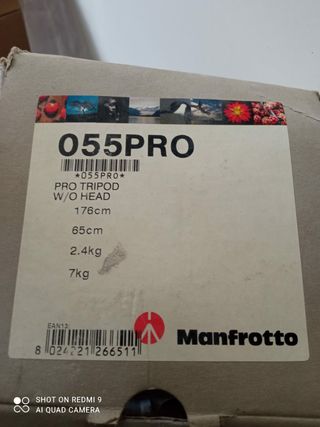 055PRO
*055PRO*
PRO TRIPOD
W/O HEAD
176cm
65cm
2.4kg
7kg
EAN13:
8 024221 266511
Manfrotto
SHOT ON REDMI 9
AI QUAD CAMERA